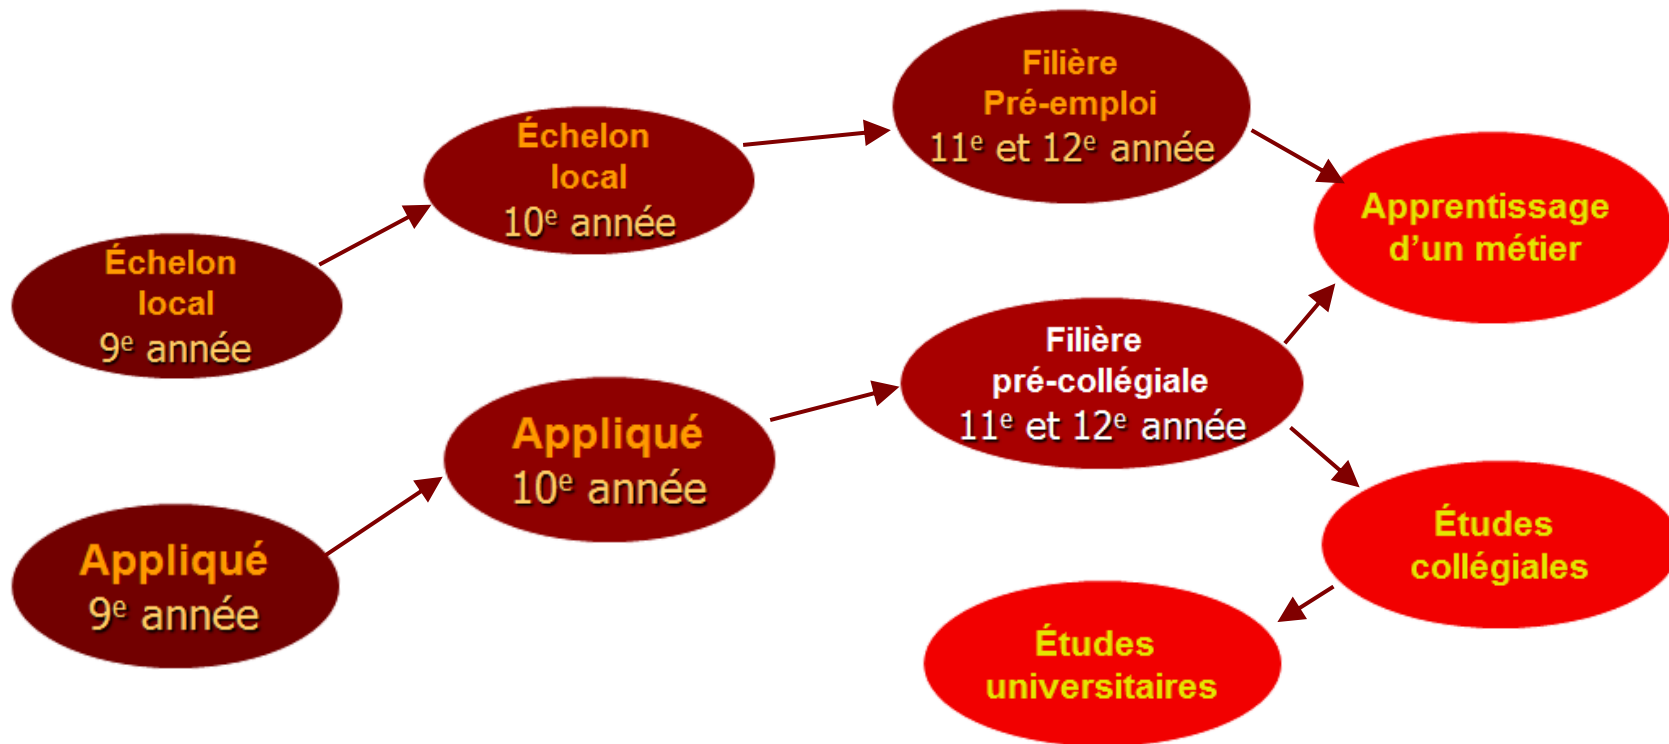 Échelon
local
9e année
Échelon
local
10e année
Filière
Pré-emploi
11e et 12e année
Apprentissage
d’un métier
Appliqué
9e année
Appliqué
10e année
Filière
pré-collégiale
11e et 12e année
Études
collégiales
Études
universitaires